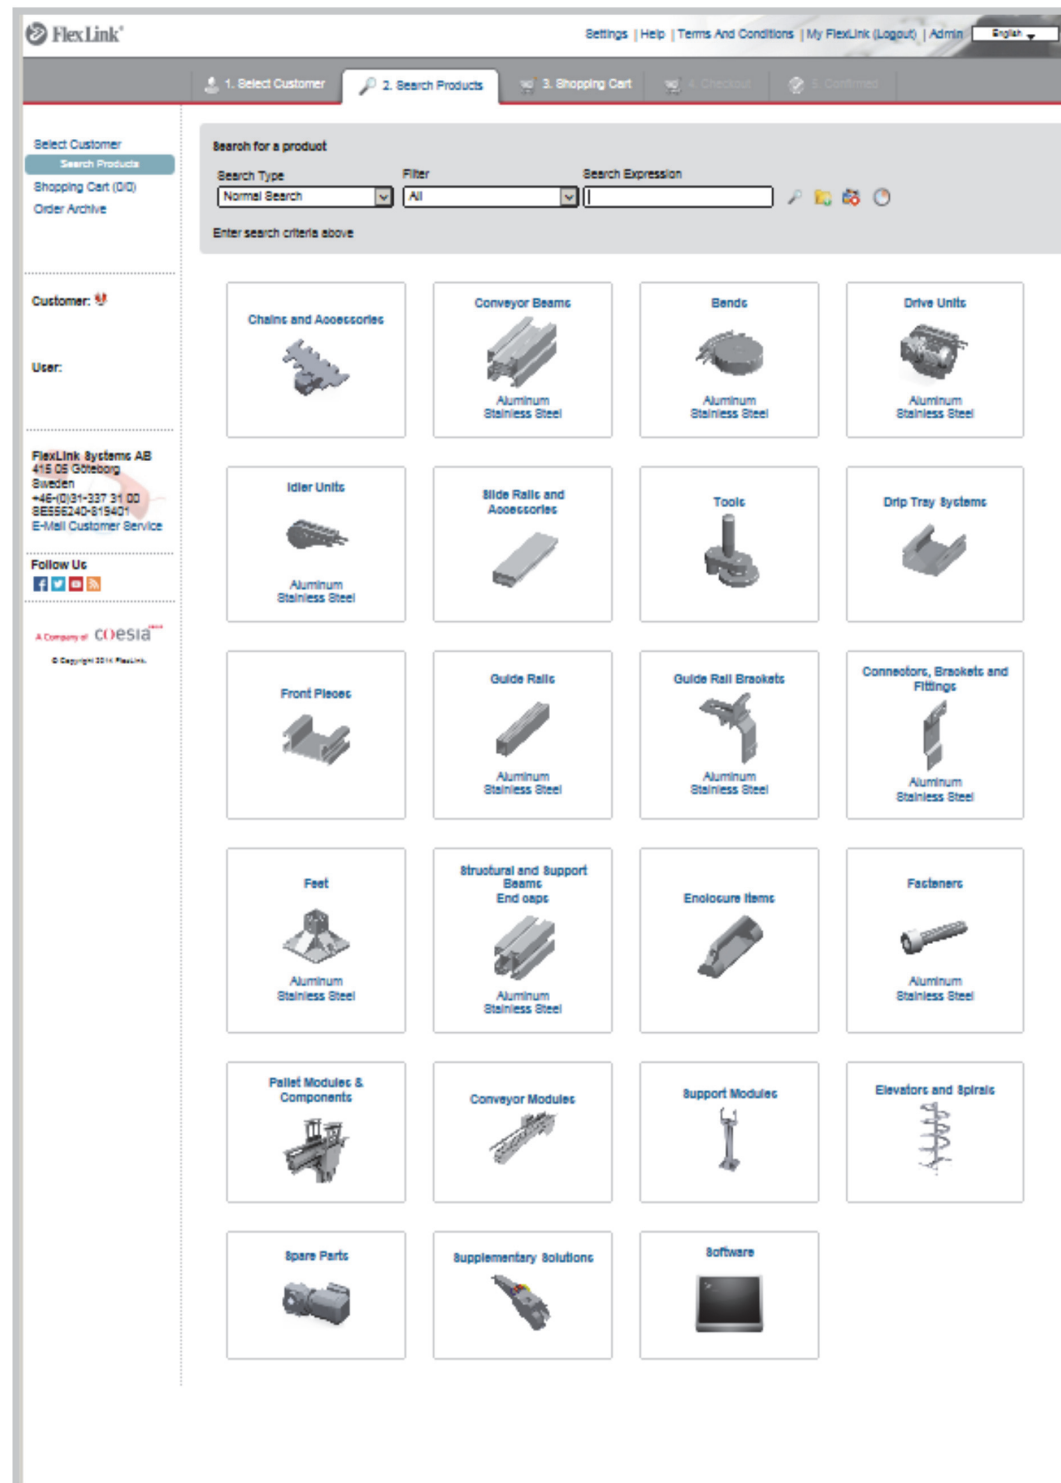 FlexLink®
Settings | Help | Terms And Conditions | My FlexLink (Logout) | Admin English
1. Select Customer 2. Search Products 3. Shopping Cart 4. Checkout 5. Confirmed
Select Customer
Search Products
Shopping Cart (0/0)
Order Archive
Search for a product
Search Type Filter Search Expression
Normal Search All
Enter search criteria above
Customer:
User:
FlexLink Systems AB
415 05 Göteborg
Sweden
+46-(0)31-337 31 00
SE556240-819401
E-Mail Customer Service
Follow Us
A Company of coesia
© Copyright 2014 FlexLink.
Chains and Accessories
Conveyor Beams
Aluminum
Stainless Steel
Bends
Aluminum
Stainless Steel
Drive Units
Aluminum
Stainless Steel
Idler Units
Aluminum
Stainless Steel
Slide Rails and
Accessories
Tools
Drip Tray Systems
Front Pieces
Guide Rails
Aluminum
Stainless Steel
Guide Rail Brackets
Aluminum
Stainless Steel
Connectors, Brackets and
Fittings
Aluminum
Stainless Steel
Feet
Aluminum
Stainless Steel
Structural and Support
Beams
End caps
Aluminum
Stainless Steel
Enclosure Items
Fasteners
Aluminum
Stainless Steel
Pallet Modules &
Components
Conveyor Modules
Support Modules
Elevators and Spirals
Spare Parts
Supplementary Solutions
Software